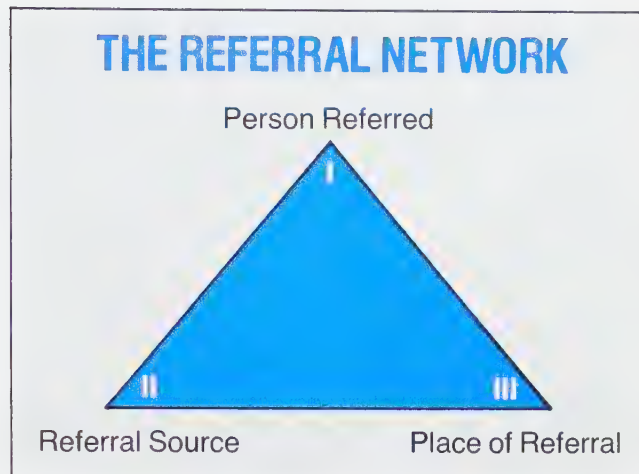 THE REFERRAL NETWORK
Person Referred
I
II
III
Referral Source
Place of Referral